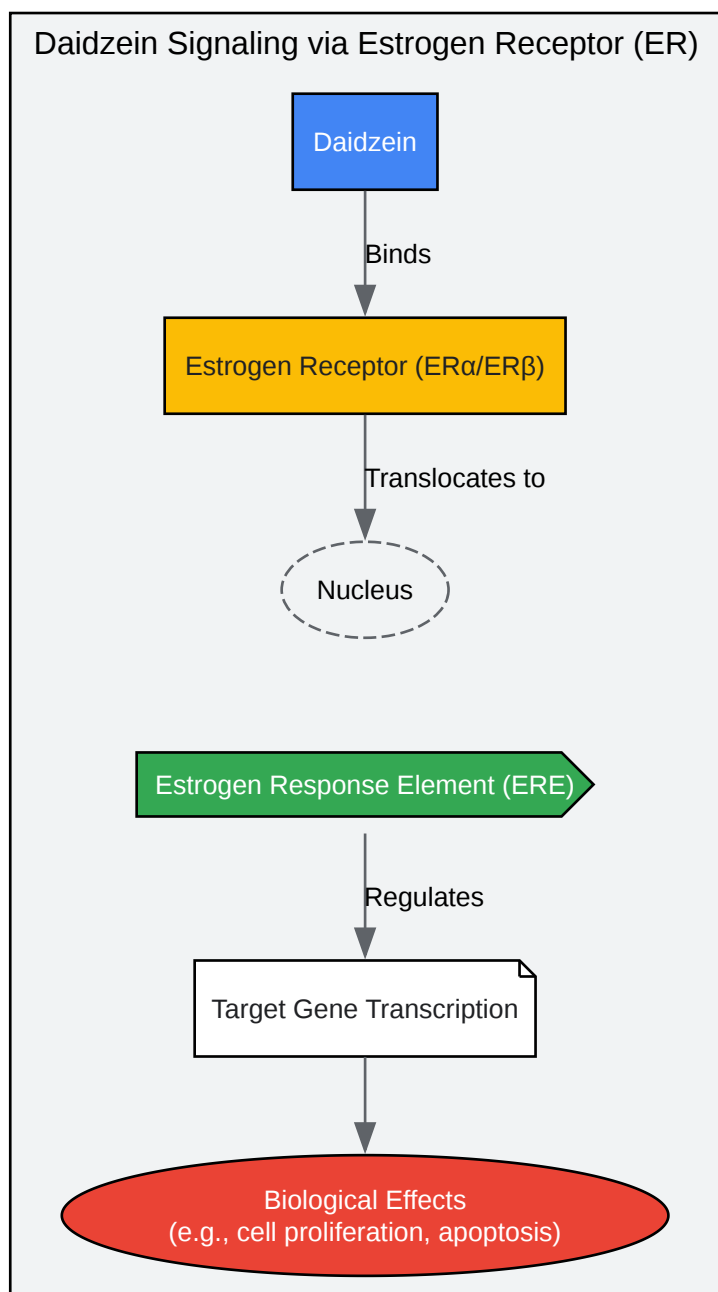 Daidzein Signaling via Estrogen Receptor (ER)
Daidzein
Binds
Estrogen Receptor (ERα/ERβ)
Translocates to
Nucleus
Estrogen Response Element (ERE)
Regulates
Target Gene Transcription
Biological Effects
(e.g., cell proliferation, apoptosis)